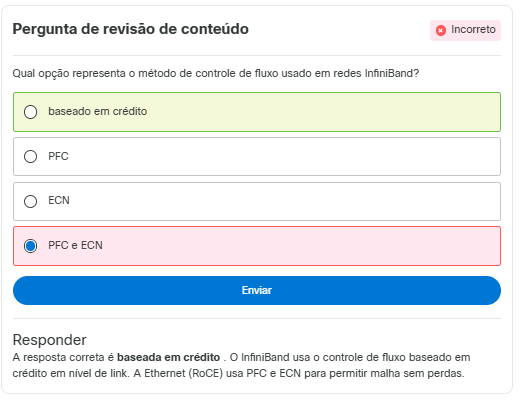 Pergunta de revisão de conteúdo
Incorreto
Qual opção representa o método de controle de fluxo usado em redes InfiniBand?
baseado em crédito
PFC
ECN
PFC e ECN
Enviar
Responder
A resposta correta é baseada em crédito . O InfiniBand usa o controle de fluxo baseado em
crédito em nível de link. A Ethernet (RoCE) usa PFC e ECN para permitir malha sem perdas.